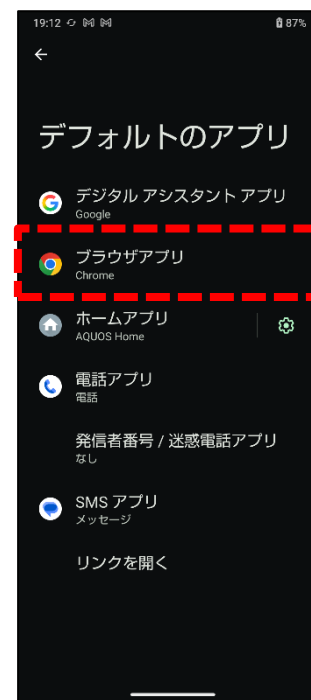 19:12 87%
デフォルトのアプリ
デジタル アシスタント アプリ
Google
ブラウザアプリ
Chrome
ホームアプリ
AQUOS Home
電話アプリ
電話
発信者番号 / 迷惑電話アプリ
なし
SMS アプリ
メッセージ
リンクを開く